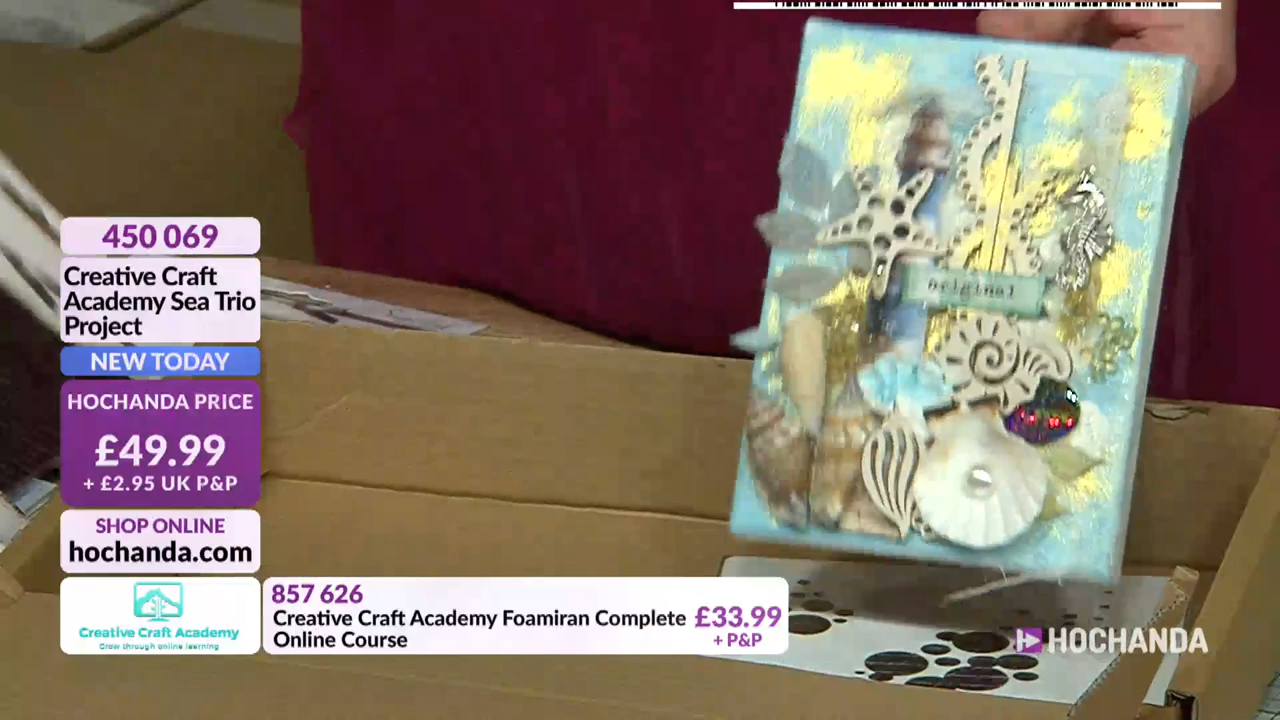 450 069
Creative Craft
Academy Sea Trio
Project
NEW TODAY
HOCHANDA PRICE
£49.99
+ £2.95 UK P&P
SHOP ONLINE
hochanda.com
Creative Craft Academy
Grow through online learning
857 626
Creative Craft Academy Foamiran Complete
Online Course
£33.99
+ P&P
original
HOCHANDA